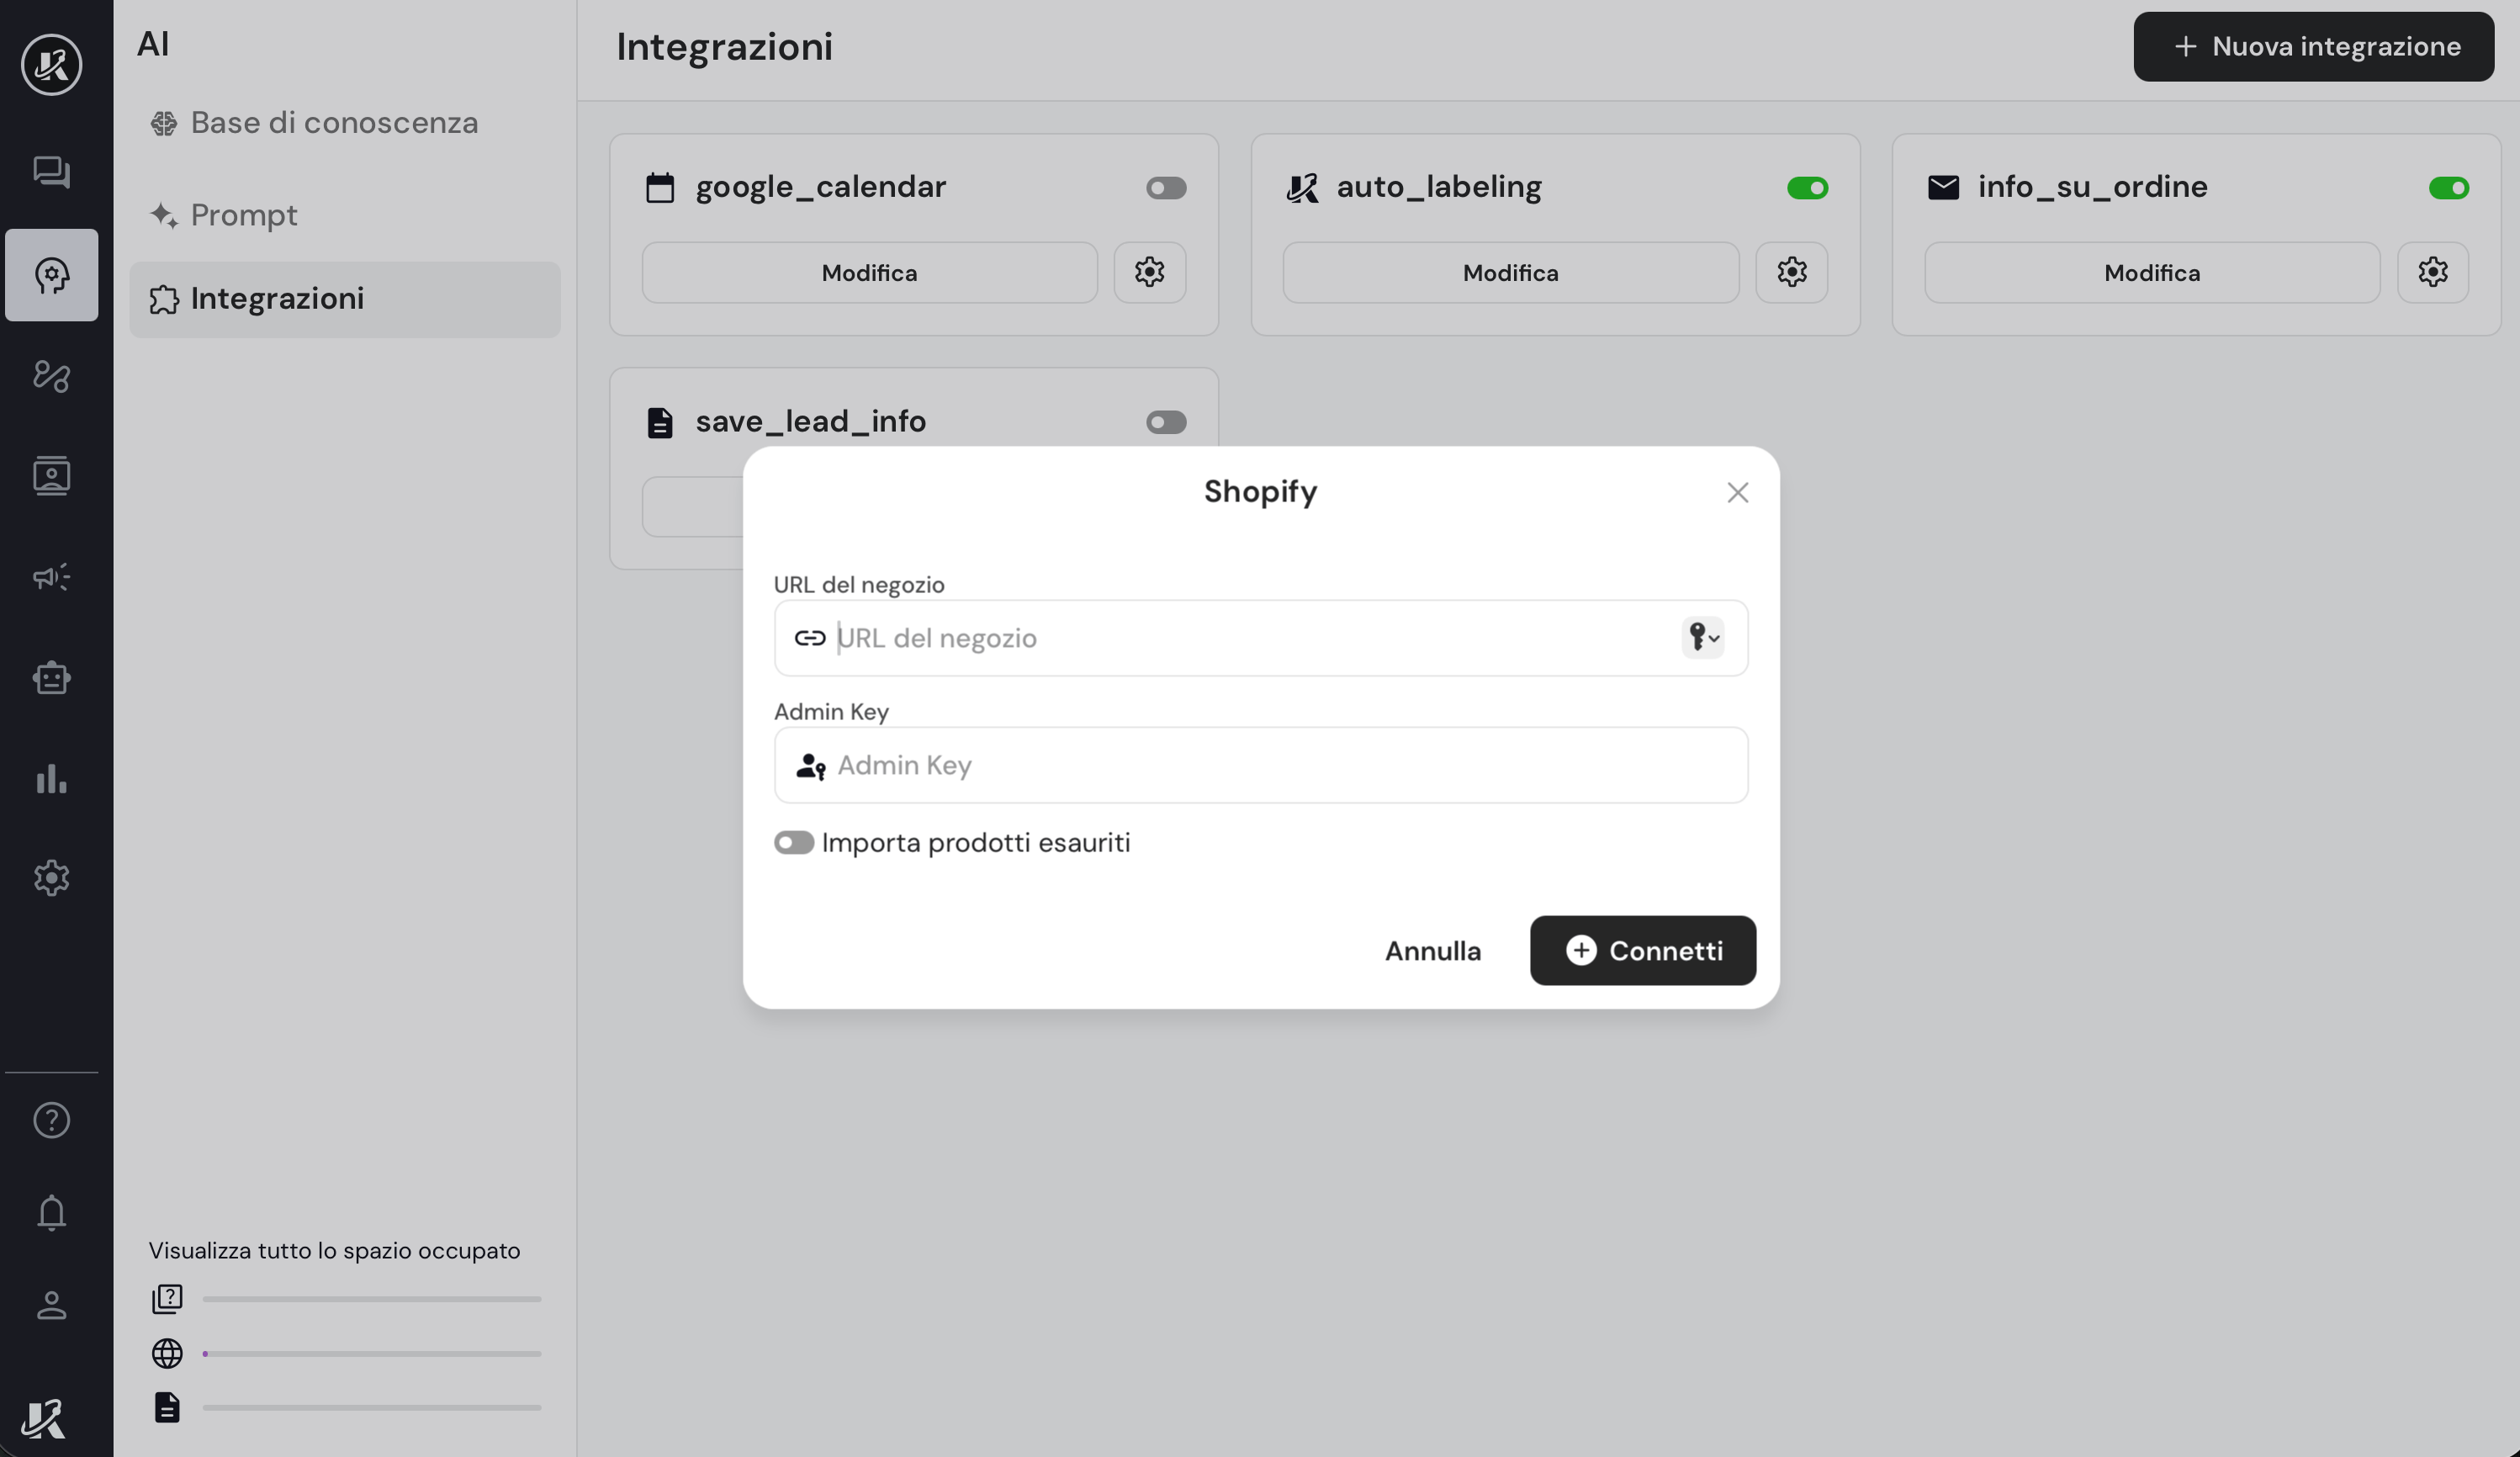 AI
Base di conoscenza
Prompt
Integrazioni
Visualizza tutto lo spazio occupato
Integrazioni
+ Nuova integrazione
google_calendar
Modifica
auto_labeling
Modifica
info_su_ordine
Modifica
save_lead_info
Shopify
URL del negozio
URL del negozio
Admin Key
Admin Key
Importa prodotti esauriti
Annulla
Connetti